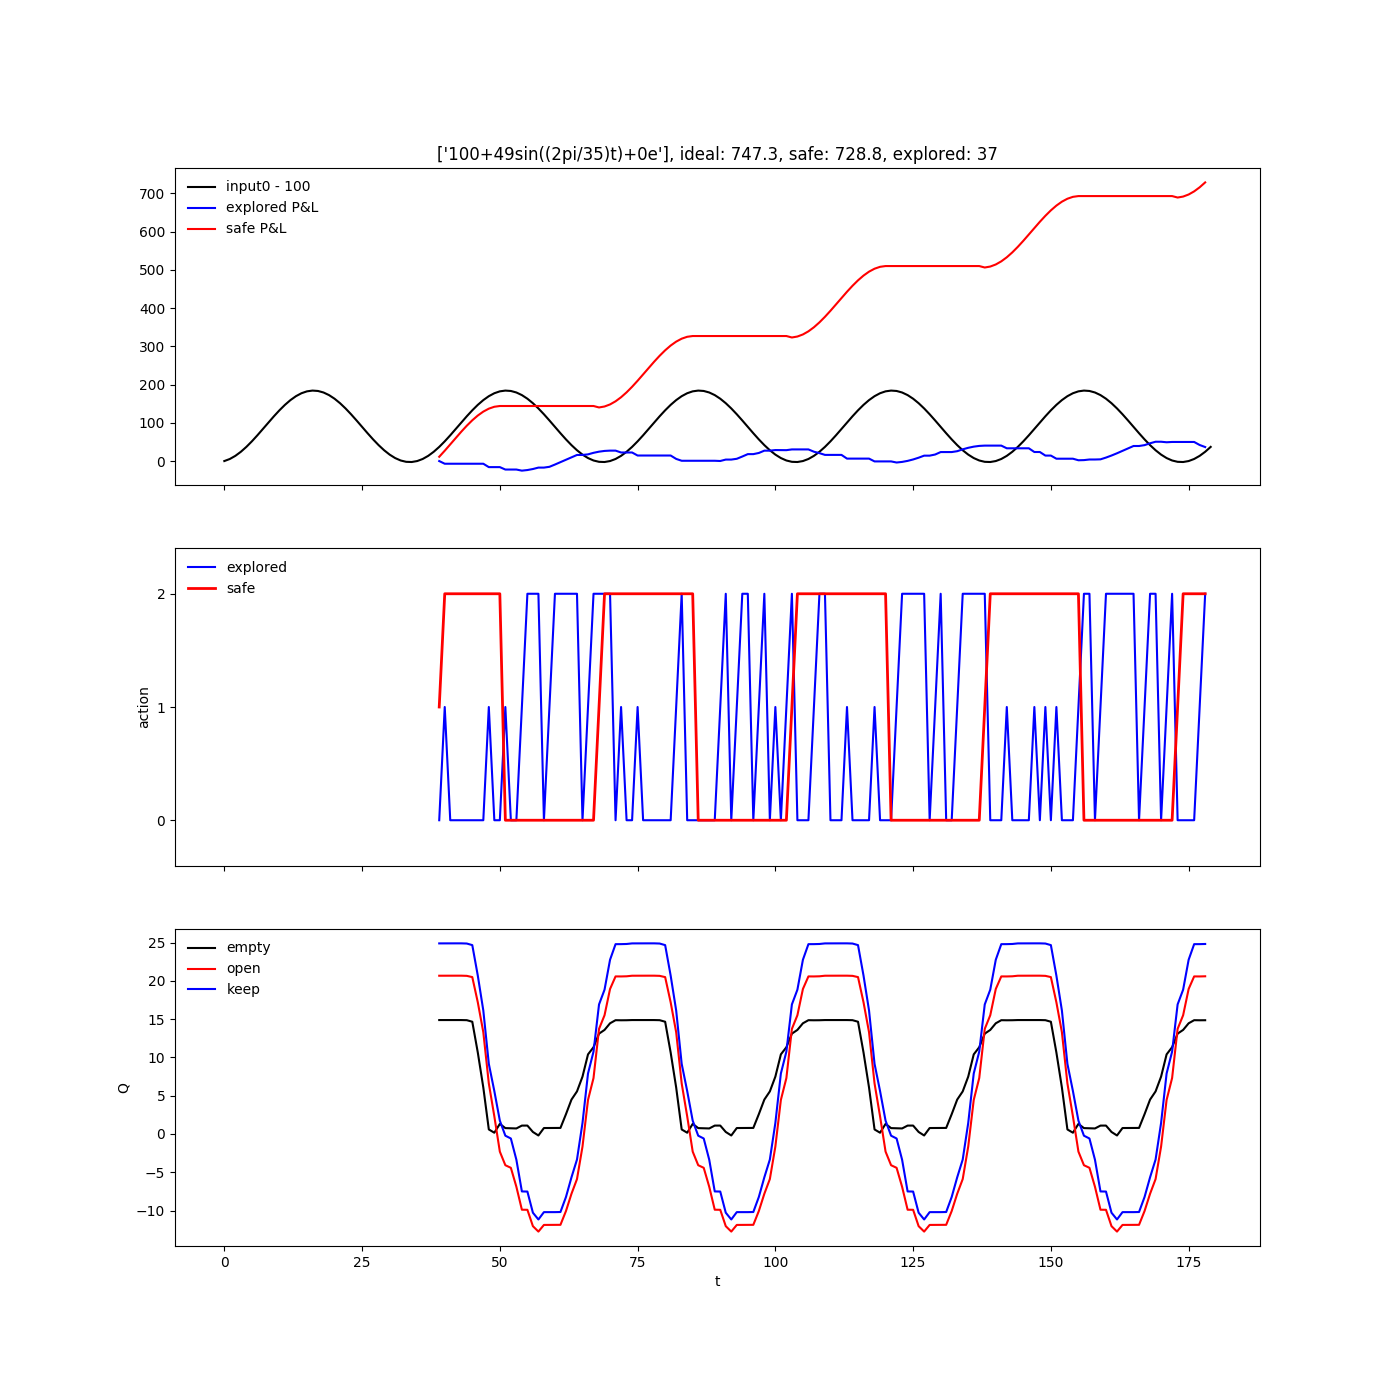 ['100+49sin((2pi/35)t)+0e'], ideal: 747.3, safe: 728.8, explored: 37
700
600
500
400
300
200
100
0
input0 - 100
explored P&L
safe P&L
action
2
1
0
explored
safe
Q
25
20
15
10
5
0
−5
−10
empty
open
keep
0
25
50
75
100
125
150
175
t